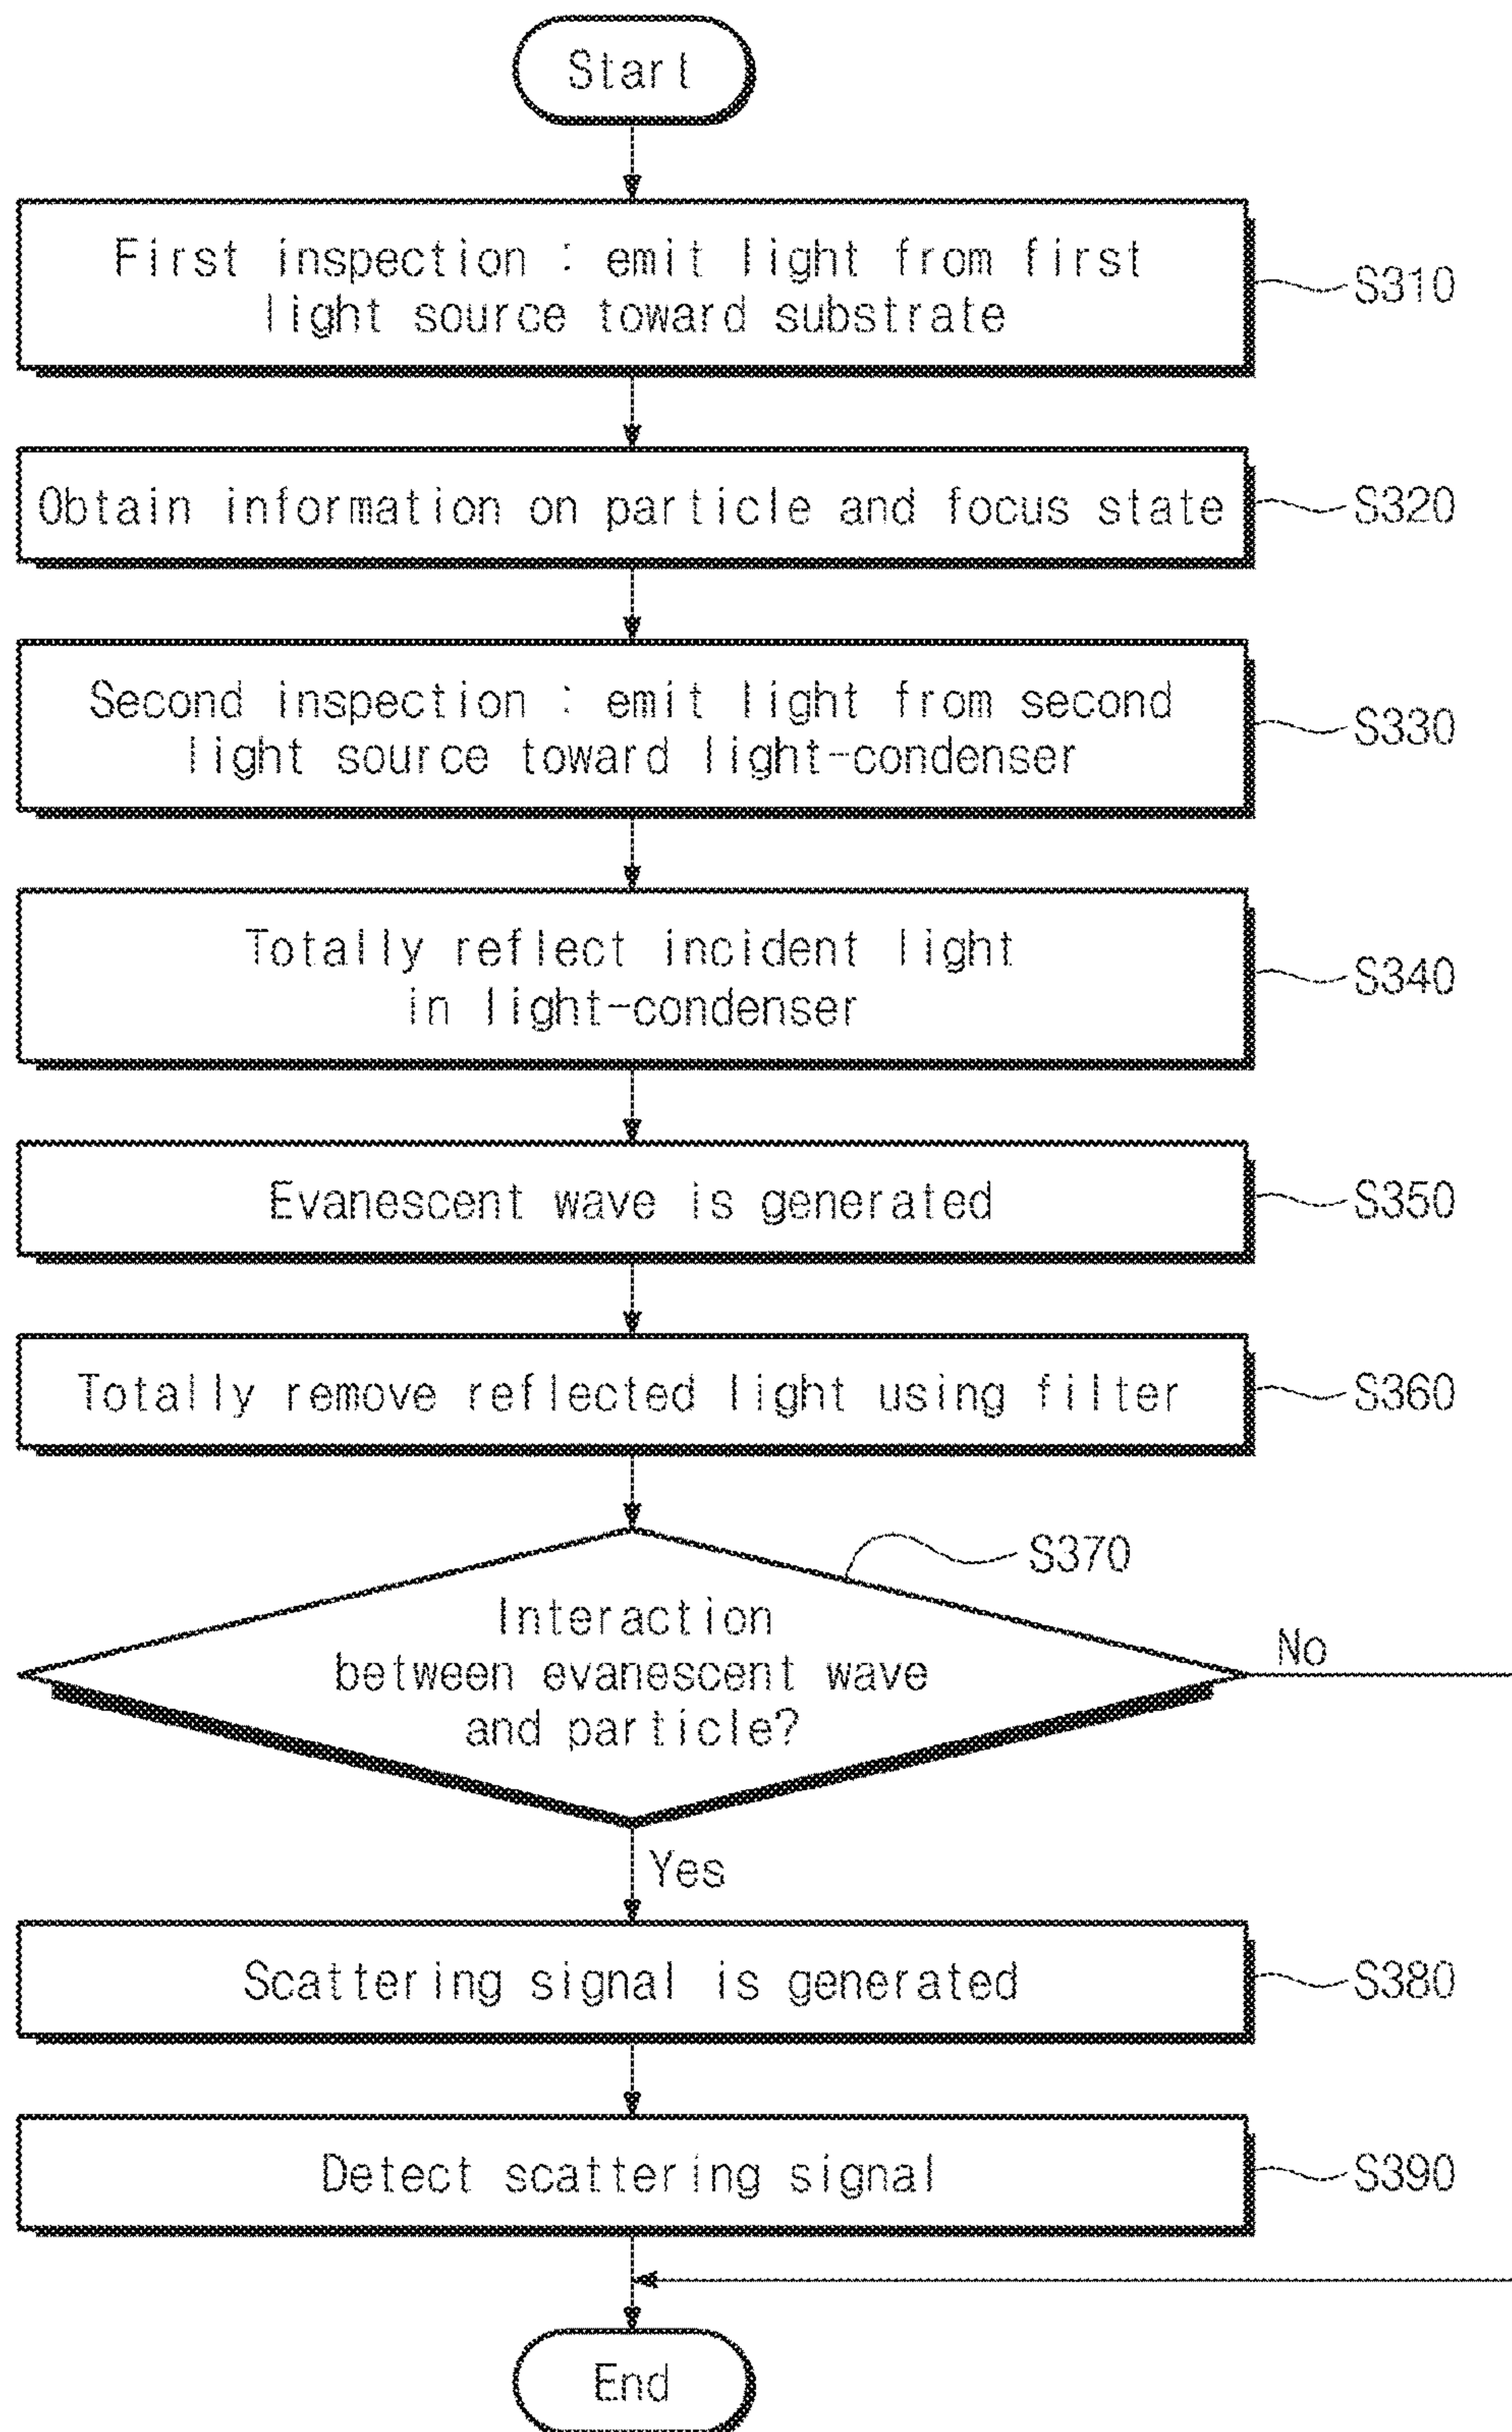 Start
First inspection : emit light from first
light source toward substrate
S310
Obtain information on particle and focus state
S320
Second inspection : emit light from second
light source toward light-condenser
S330
Totally reflect incident light
in light-condenser
S340
Evanescent wave is generated
S350
Totally remove reflected light using filter
S360
S370
Interaction
between evanescent wave
and particle?
No
Yes
Scattering signal is generated
S380
Detect scattering signal
S390
End